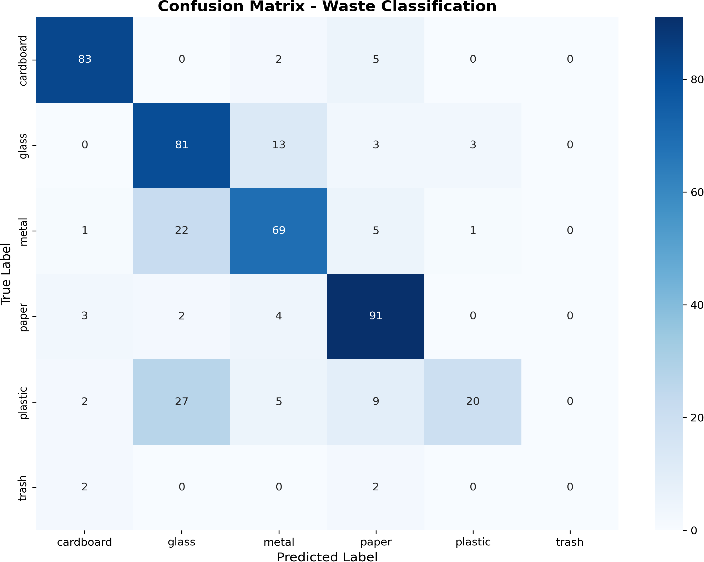 Confusion Matrix - Waste Classification
cardboard 83 0 2 5 0 0
glass 0 81 13 3 3 0
metal 1 22 69 5 1 0
paper 3 2 4 91 0 0
plastic 2 27 5 9 20 0
trash 2 0 0 2 0 0
cardboard glass metal paper plastic trash
Predicted Label
True Label
80
60
40
20
0